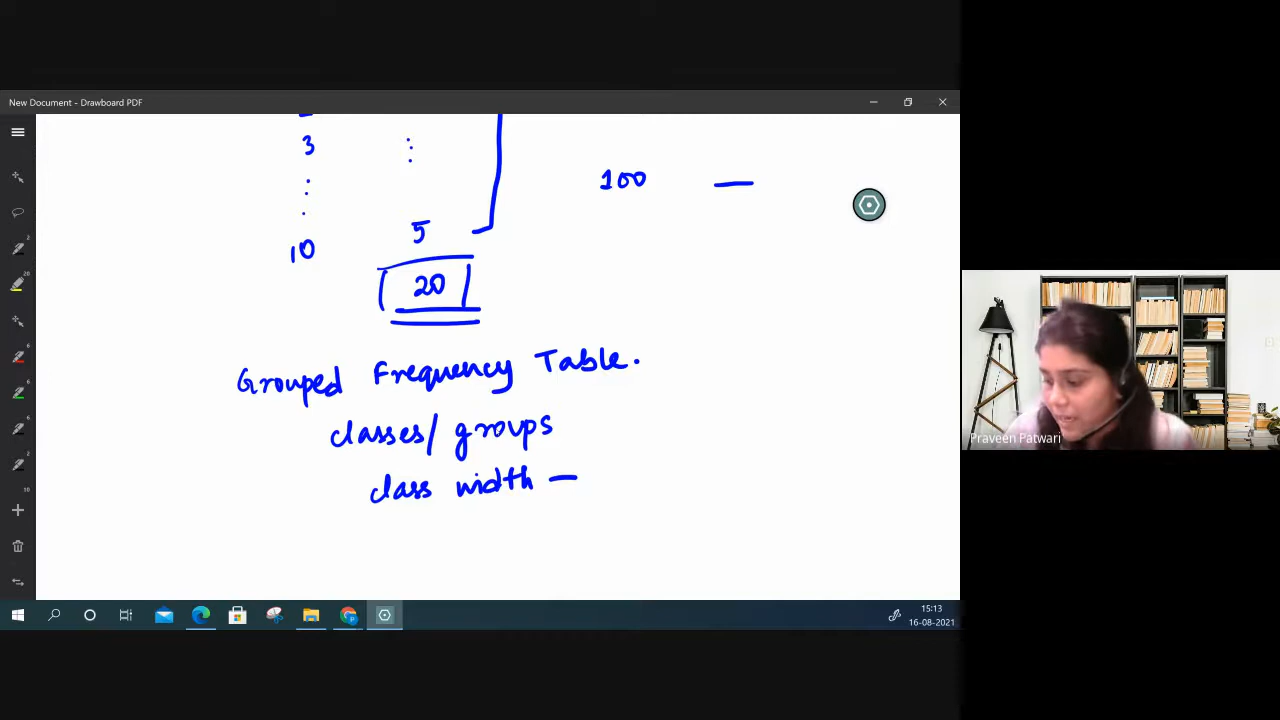 New Document - Drawboard PDF
3
⋮
⋮
100 —
5
10
20
Grouped Frequency Table.
classes/ groups
class width —
Praveen Patwari
15:13
16-08-2021